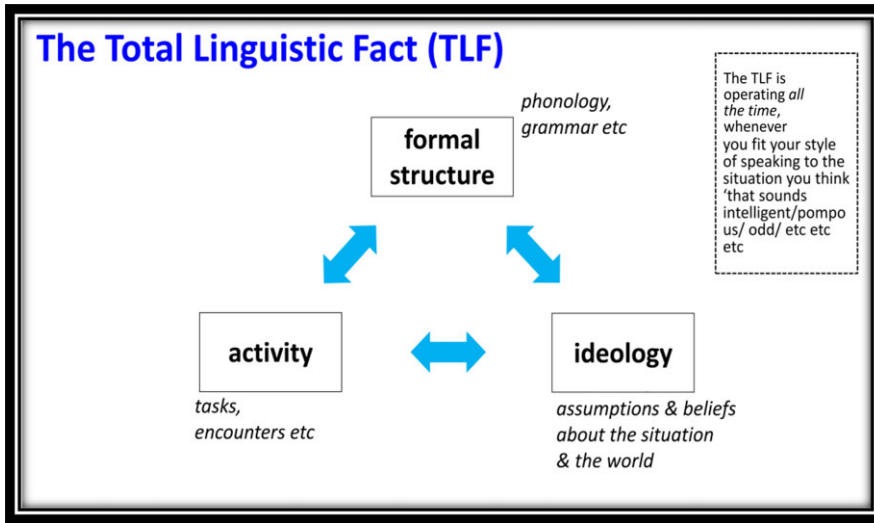 The Total Linguistic Fact (TLF)
formal
structure
phonology,
grammar etc
The TLF is
operating all
the time,
whenever
you fit your style
of speaking to the
situation you think
‘that sounds
intelligent/pompo
us/ odd/ etc etc
etc
activity
tasks,
encounters etc
ideology
assumptions & beliefs
about the situation
& the world